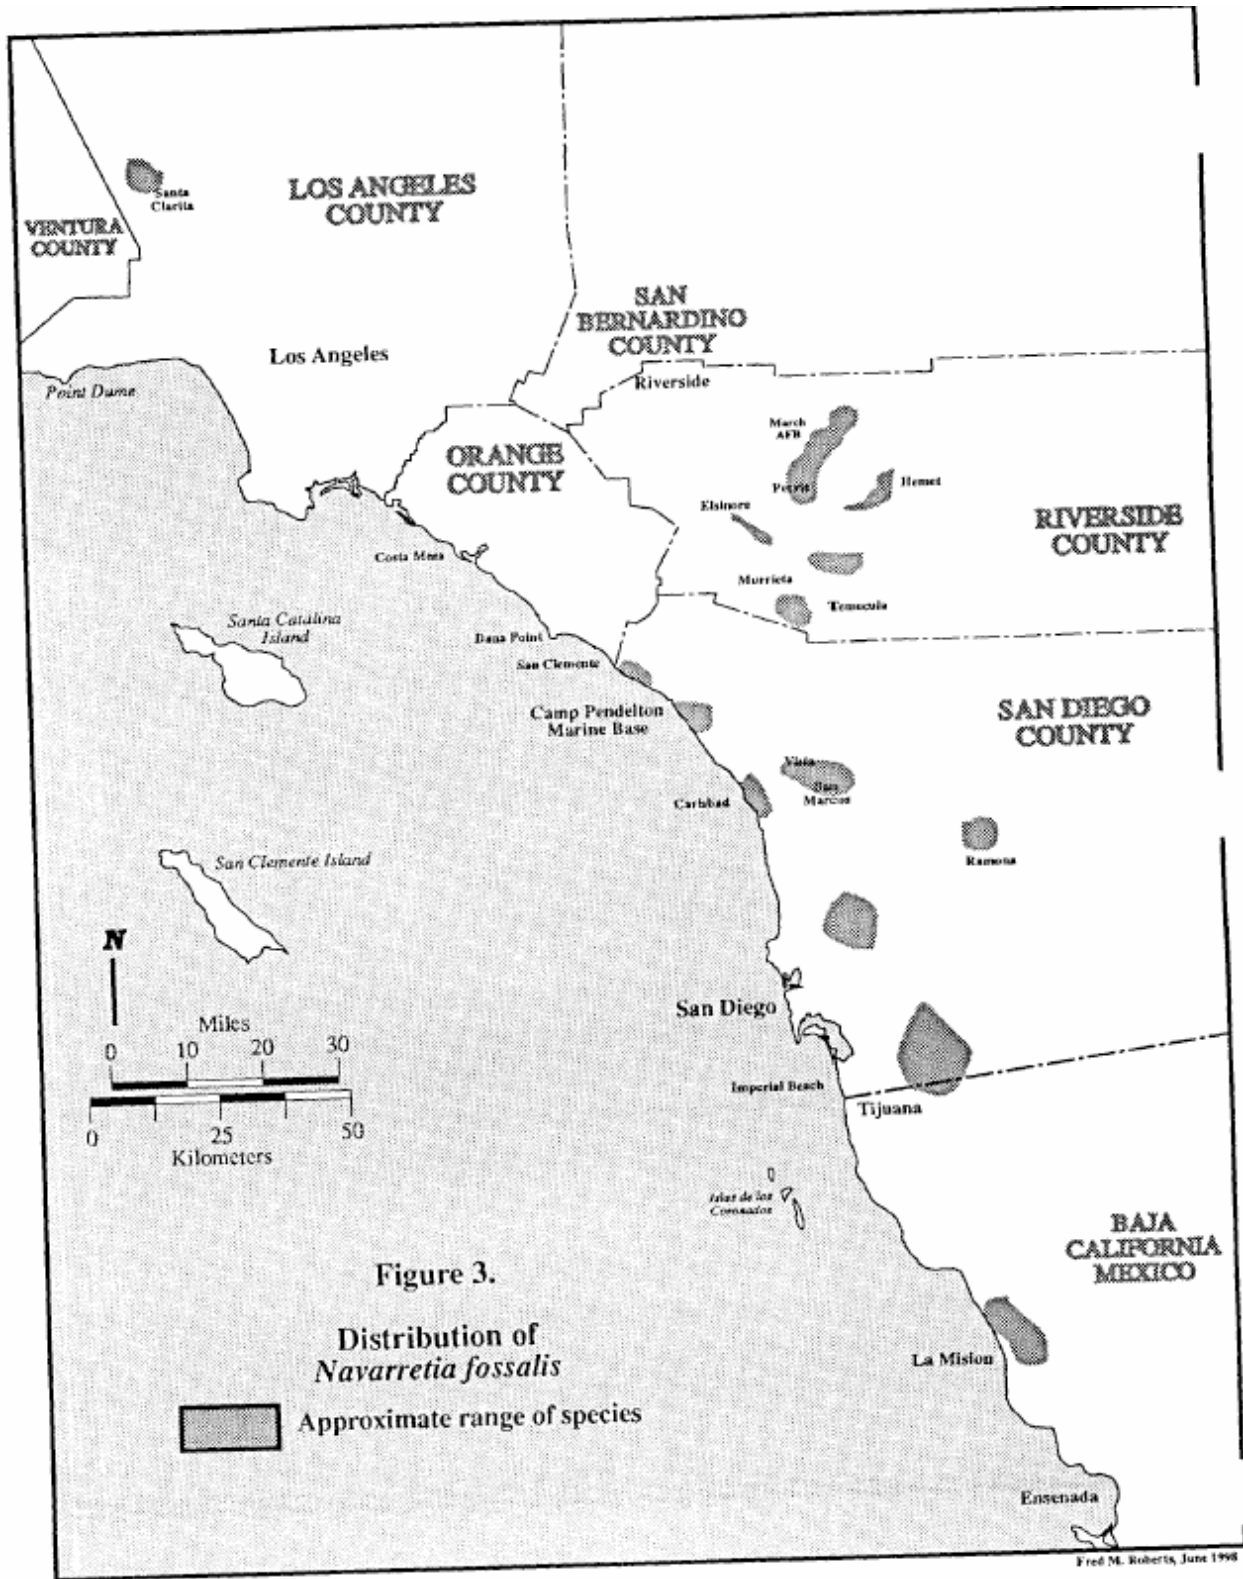 Santa
Clarita
LOS ANGELES
COUNTY
VENTURA
COUNTY
SAN
BERNARDINO
COUNTY
Los Angeles
Point Dume
Riverside
March
AFB
ORANGE
COUNTY
Perris
Hemet
Elsinore
RIVERSIDE
COUNTY
Costa Mesa
Murrieta
Temecula
Santa Catalina
Island
Dana Point
San Clemente
Camp Pendelton
Marine Base
SAN DIEGO
COUNTY
Vista
San
Marcos
Carlsbad
Ramona
San Clemente Island
N
San Diego
Miles
0 10 20 30
0 25 50
Kilometers
Imperial Beach
Tijuana
Islas de los
Coronados
BAJA
CALIFORNIA
MEXICO
Figure 3.
Distribution of
Navarretia fossalis
La Mision
Approximate range of species
Ensenada
Fred M. Roberts, June 1998